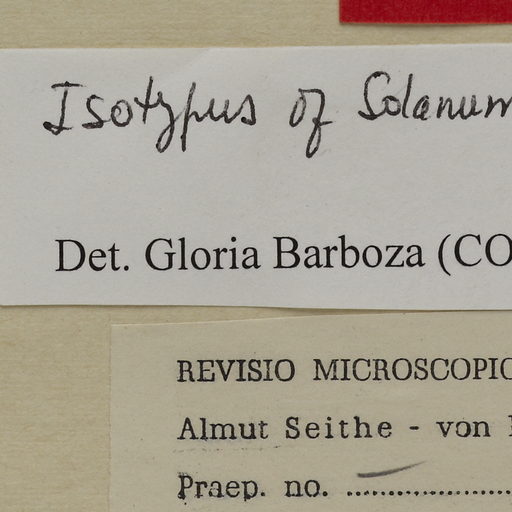 Isotypus of Solanum
Det. Gloria Barboza (CO
REVISIO MICROSCOPIC
Almut Seithe - von
Praep. no. ....................